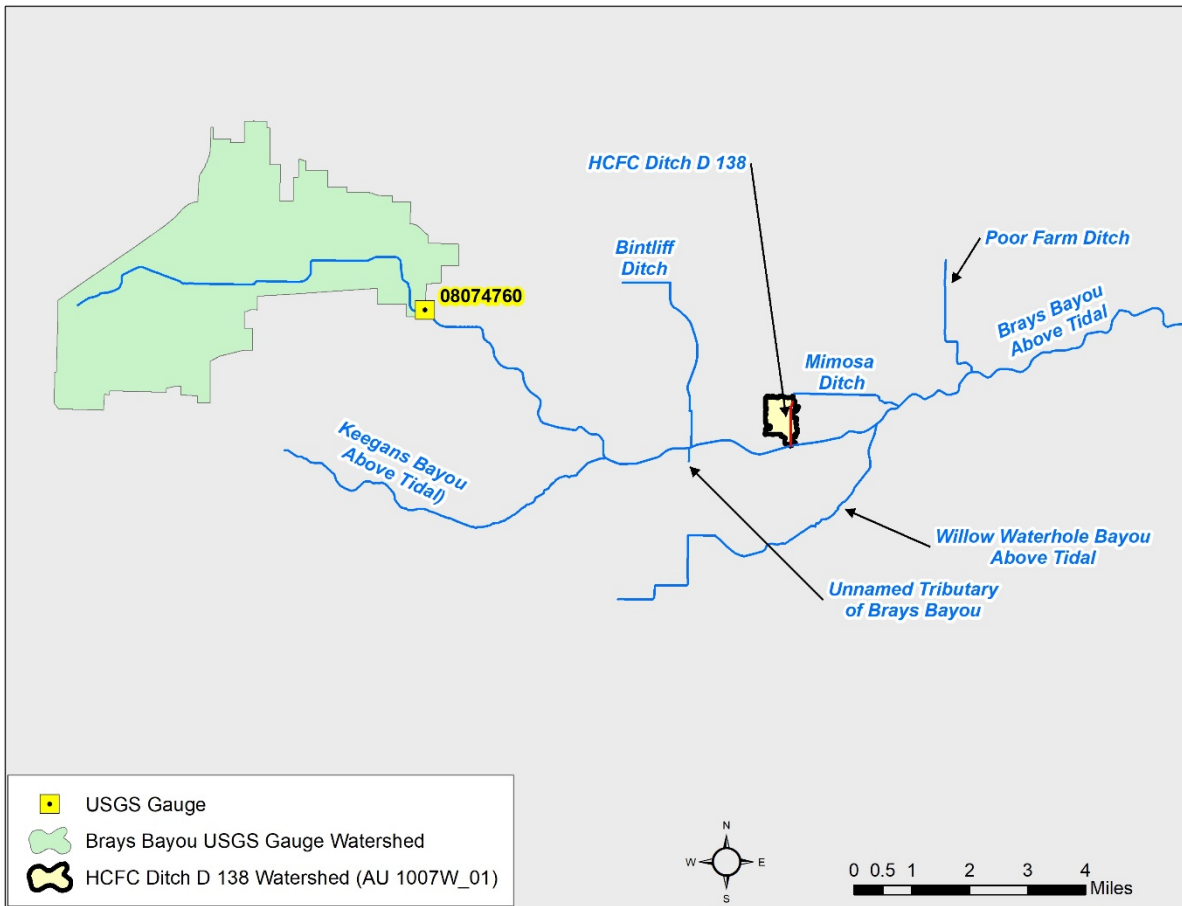 HCFC Ditch D 138
Poor Farm Ditch
Bintliff
Ditch
08074760
Brays Bayou
Above Tidal
Mimosa
Ditch
Keegans Bayou
Above Tidal)
Willow Waterhole Bayou
Above Tidal
Unnamed Tributary
of Brays Bayou
USGS Gauge
Brays Bayou USGS Gauge Watershed
HCFC Ditch D 138 Watershed (AU 1007W_01)
N
W E
S
0 0.5 1 2 3 4
Miles